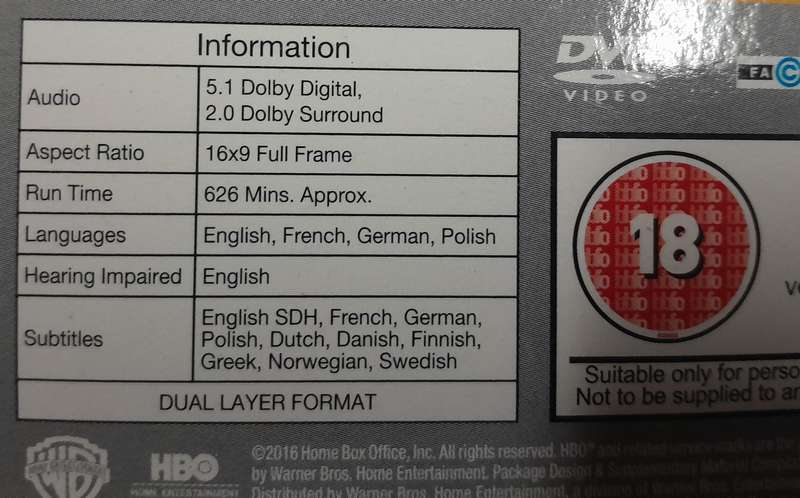 Information
Audio
5.1 Dolby Digital,
2.0 Dolby Surround
Aspect Ratio
16x9 Full Frame
Run Time
626 Mins. Approx.
Languages
English, French, German, Polish
Hearing Impaired
English
Subtitles
English SDH, French, German,
Polish, Dutch, Danish, Finnish,
Greek, Norwegian, Swedish
DUAL LAYER FORMAT
VIDEO
FA
18
Suitable only for
Not to be supplied to
HBO
HOME ENTERTAINMENT
©2016 Home Box Office, Inc. All rights reserved. HBO and related service marks are the
by Warner Bros. Home Entertainment. Package Design & Supplementary Material
Distributed by Warner Bros. Home Entertainment